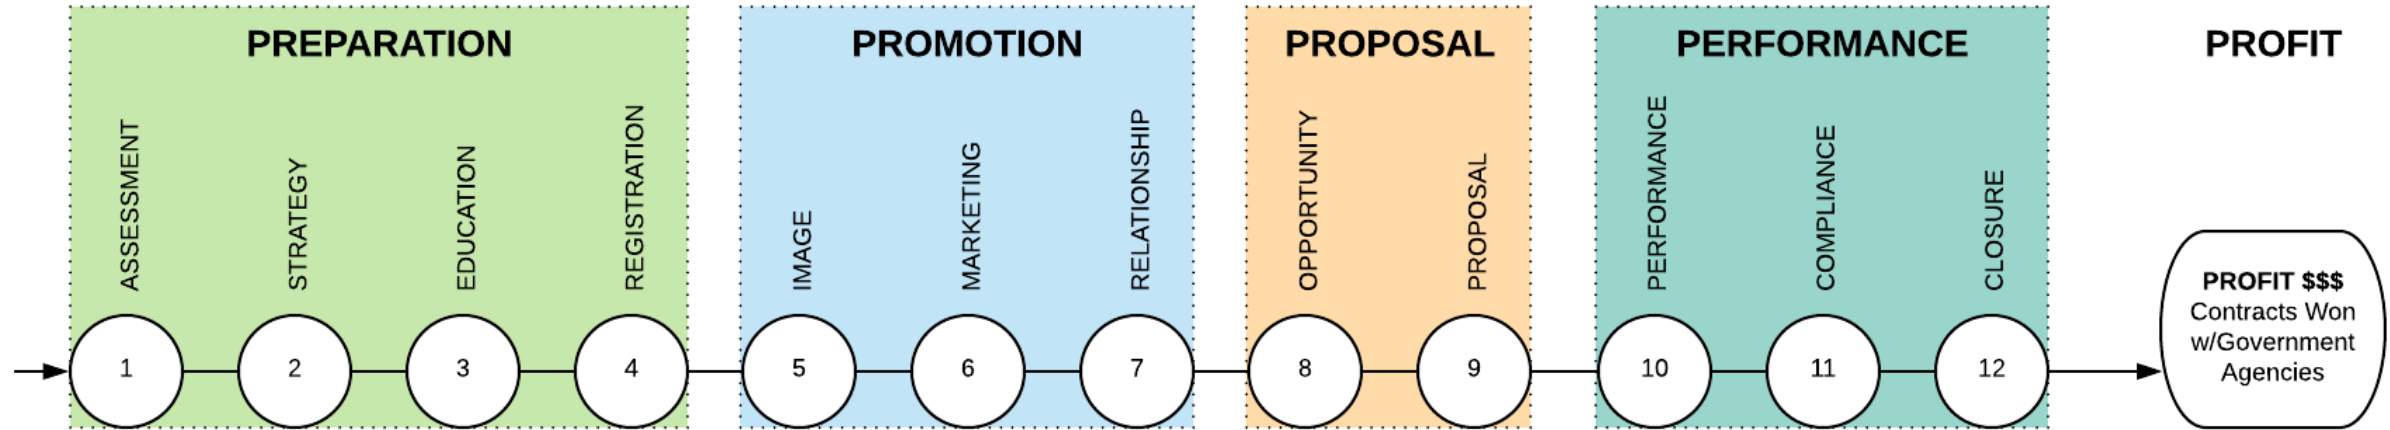 PREPARATION
ASSESSMENT
STRATEGY
EDUCATION
REGISTRATION
1
2
3
4
PROMOTION
IMAGE
MARKETING
RELATIONSHIP
5
6
7
PROPOSAL
OPPORTUNITY
PROPOSAL
8
9
PERFORMANCE
PERFORMANCE
COMPLIANCE
CLOSURE
10
11
12
PROFIT
PROFIT $$$
Contracts Won
w/Government
Agencies